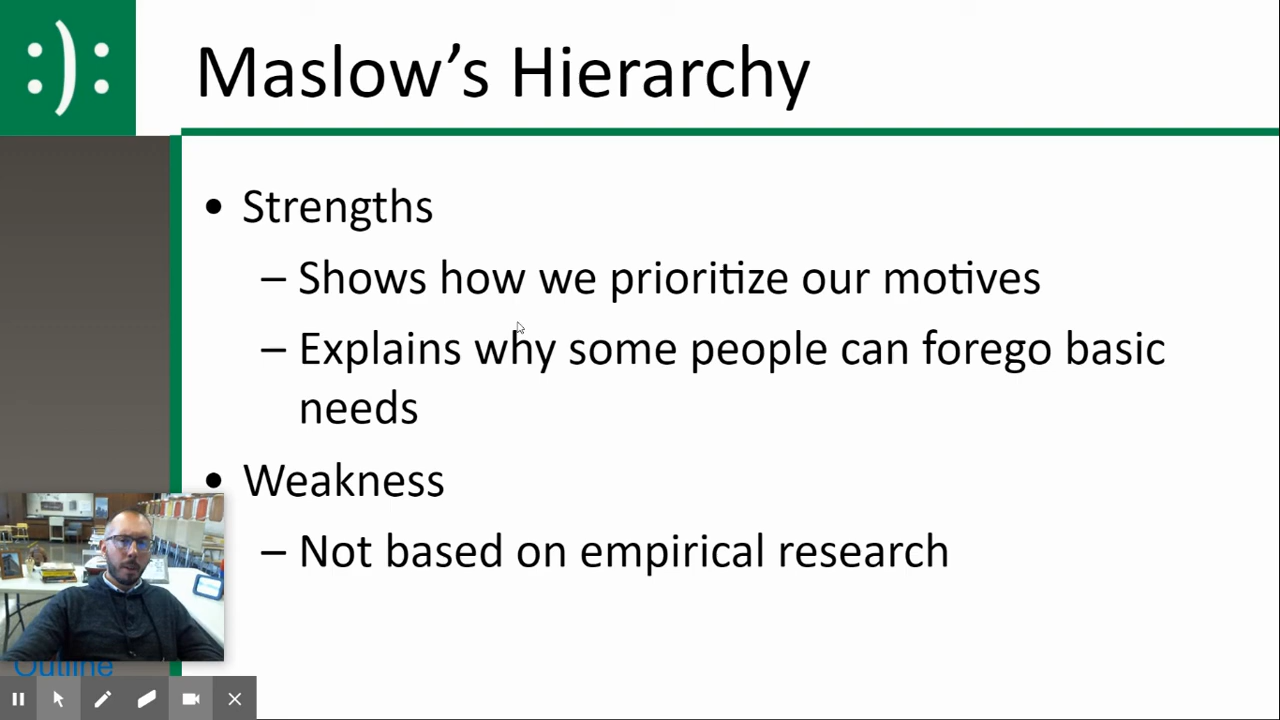 :):
Maslow’s Hierarchy
• Strengths
– Shows how we prioritize our motives
– Explains why some people can forego basic
needs
• Weakness
– Not based on empirical research
Outline